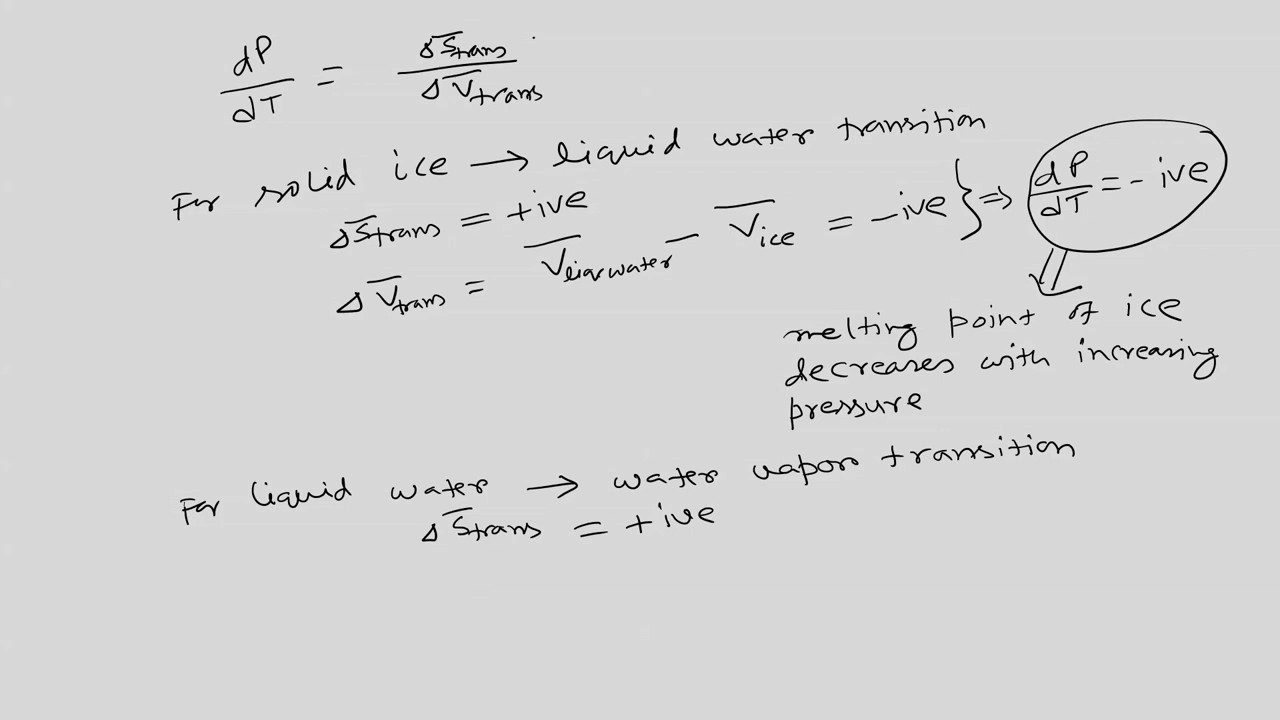 dP/dT = ΔS̅trans/ΔV̅trans
For solid ice → liquid water transition
ΔS̅trans = +ive
ΔV̅trans = V̅liq water − V̅ice = −ive } ⇒ dP/dT = − ive
melting point of ice
decreases with increasing
pressure
For liquid water → water vapor transition
ΔS̅trans = +ive